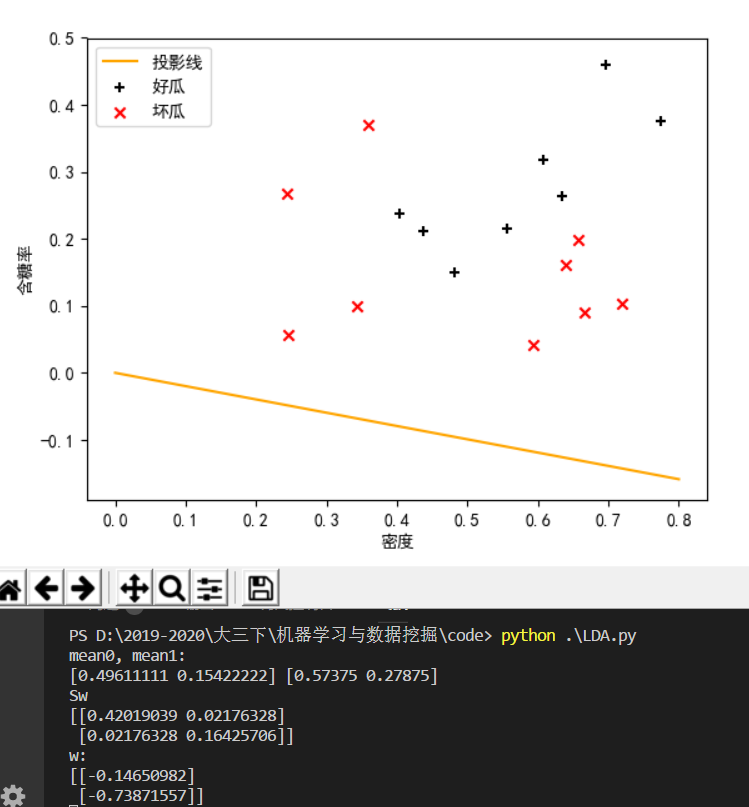 0.5
0.4
0.3
0.2
0.1
0.0
-0.1
含糖率
投影线
好瓜
坏瓜
0.0 0.1 0.2 0.3 0.4 0.5 0.6 0.7 0.8
密度
PS D:\2019-2020\大三下\机器学习与数据挖掘\code> python .\LDA.py
mean0, mean1:
[0.49611111 0.15422222] [0.57375 0.27875]
Sw
[[0.42019039 0.02176328]
[0.02176328 0.16425706]]
w:
[[-0.14650982]
[-0.73871557]]